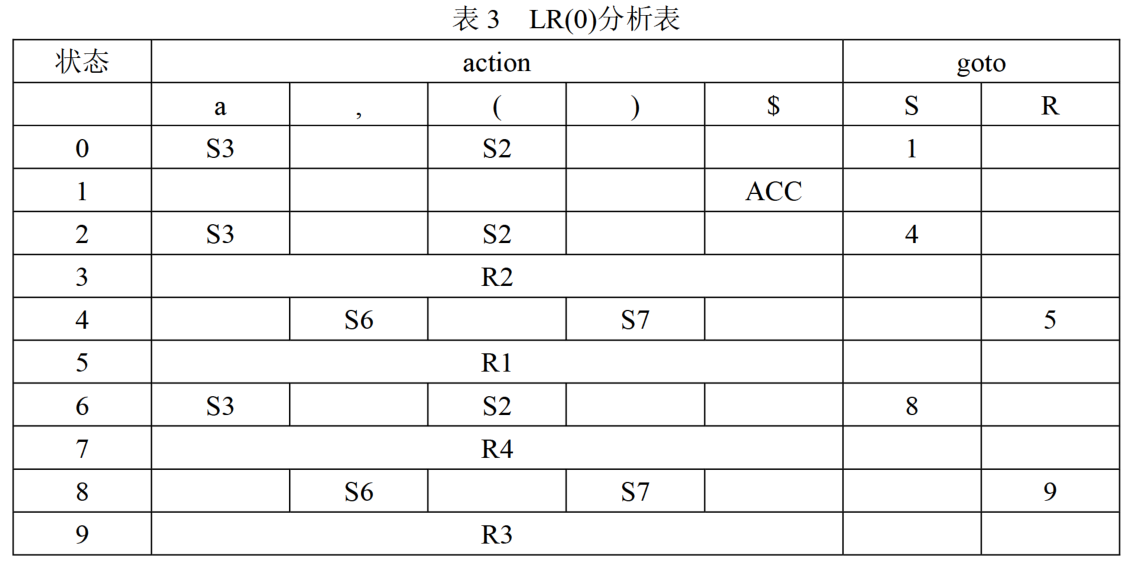 表 3 LR(0)分析表
状态 action goto
a , ( ) $ S R
0 S3 S2 1
1 ACC
2 S3 S2 4
3 R2
4 S6 S7 5
5 R1
6 S3 S2 8
7 R4
8 S6 S7 9
9 R3